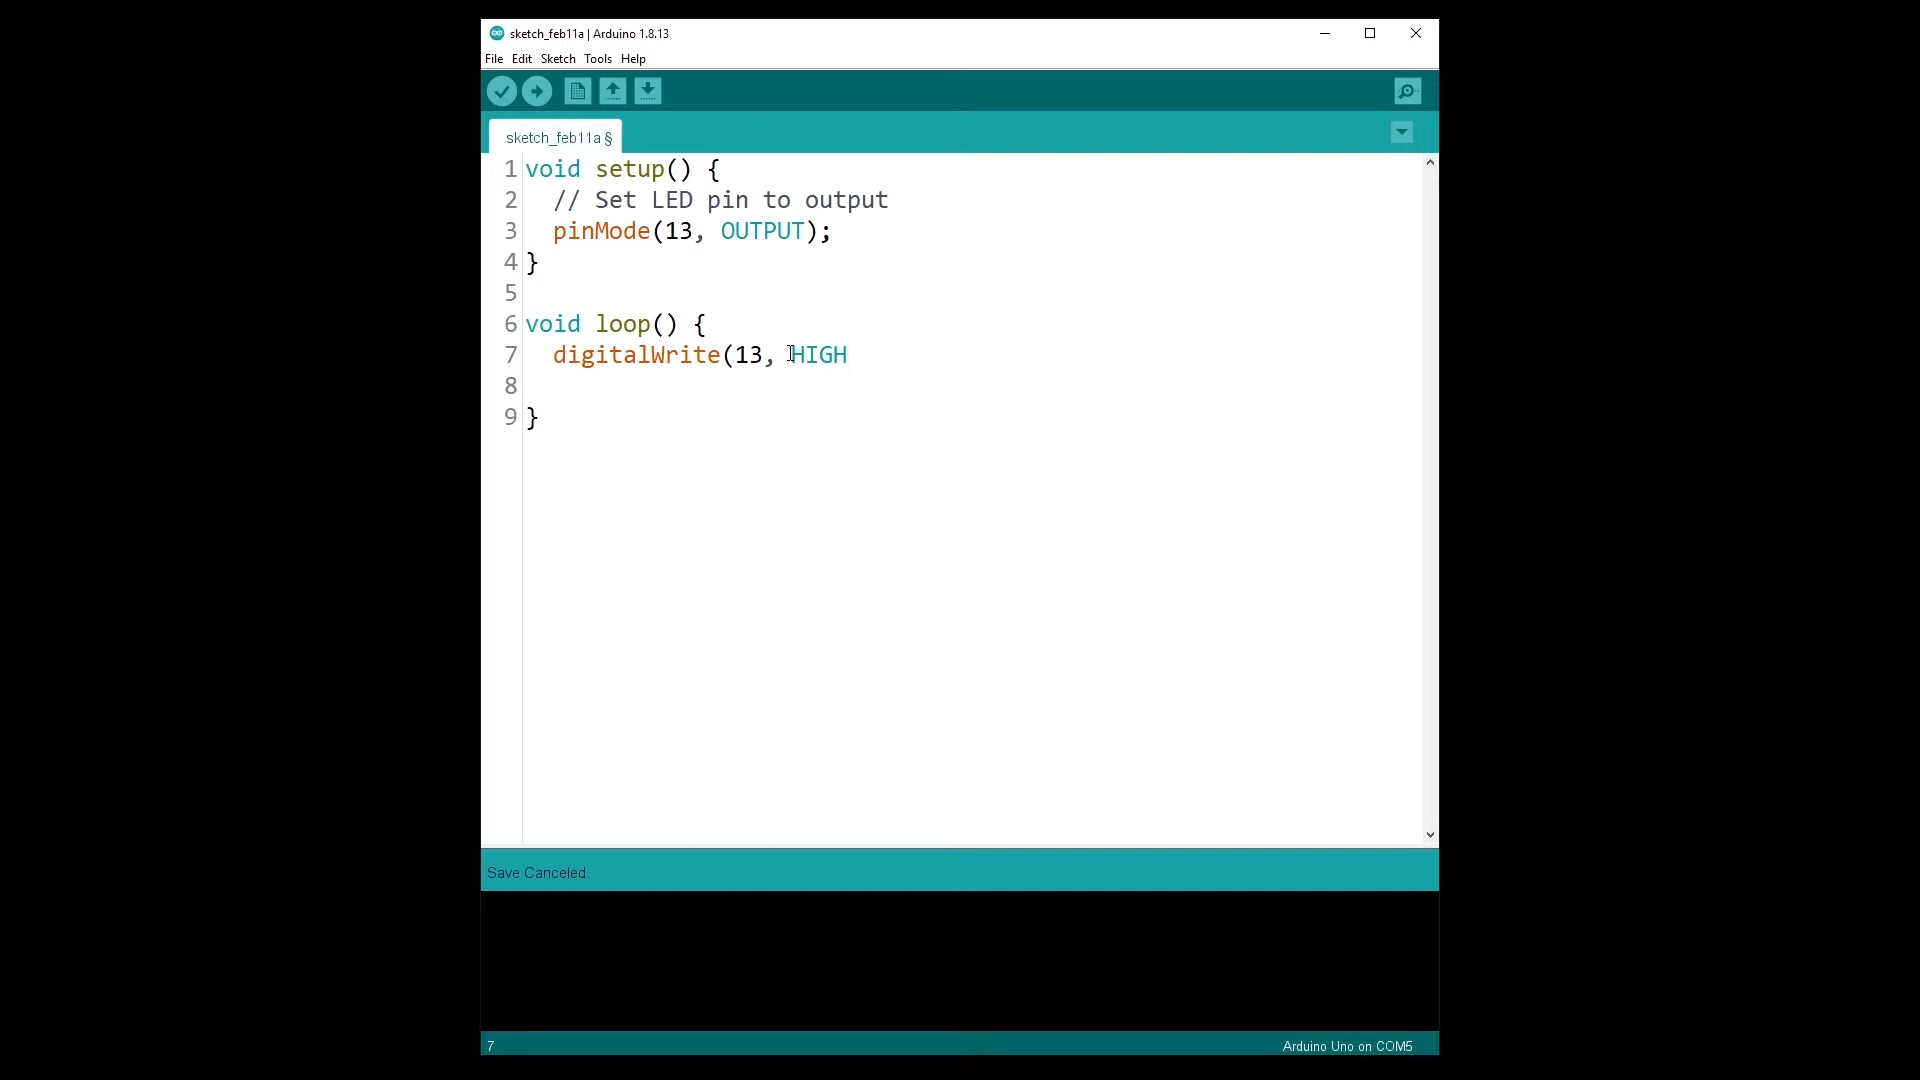 sketch_feb11a | Arduino 1.8.13
File Edit Sketch Tools Help
sketch_feb11a §
1 void setup() {
2   // Set LED pin to output
3   pinMode(13, OUTPUT);
4 }
5
6 void loop() {
7   digitalWrite(13, HIGH
8
9 }
Save Canceled.
7 Arduino Uno on COM5